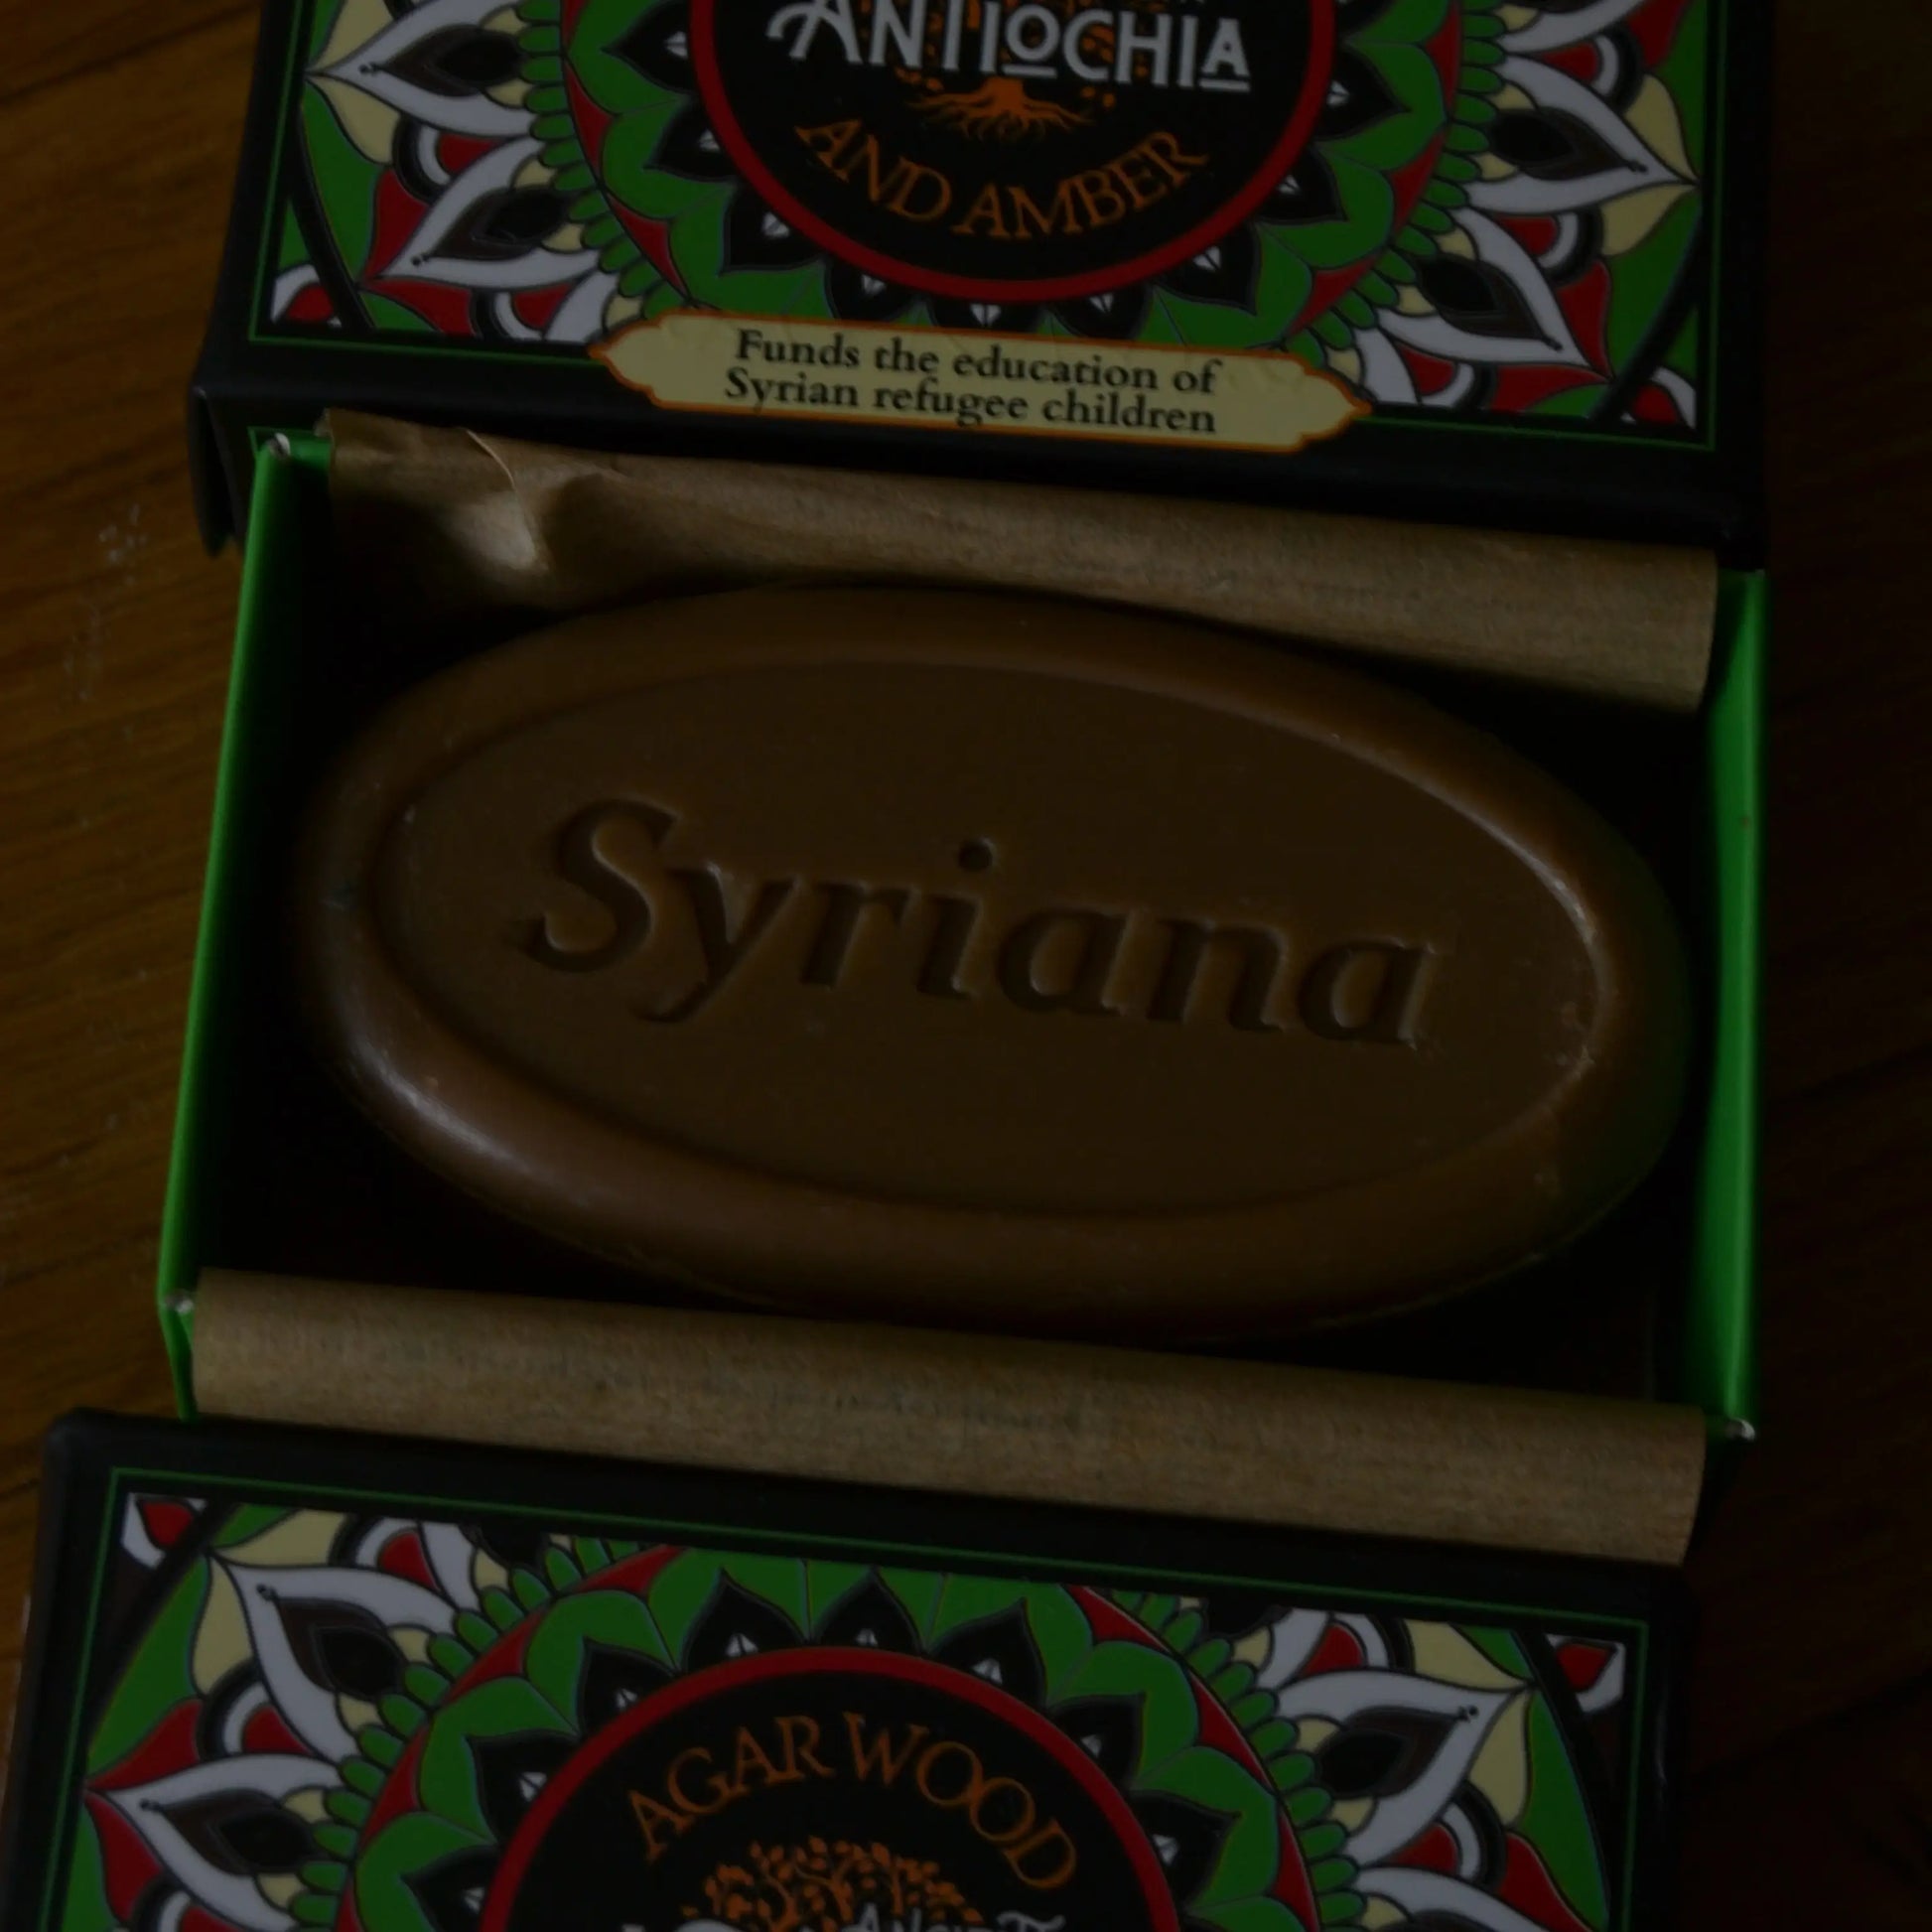 ANTIOCHIA
AND AMBER
Funds the education of
Syrian refugee children
Syriana
AGAR WOOD